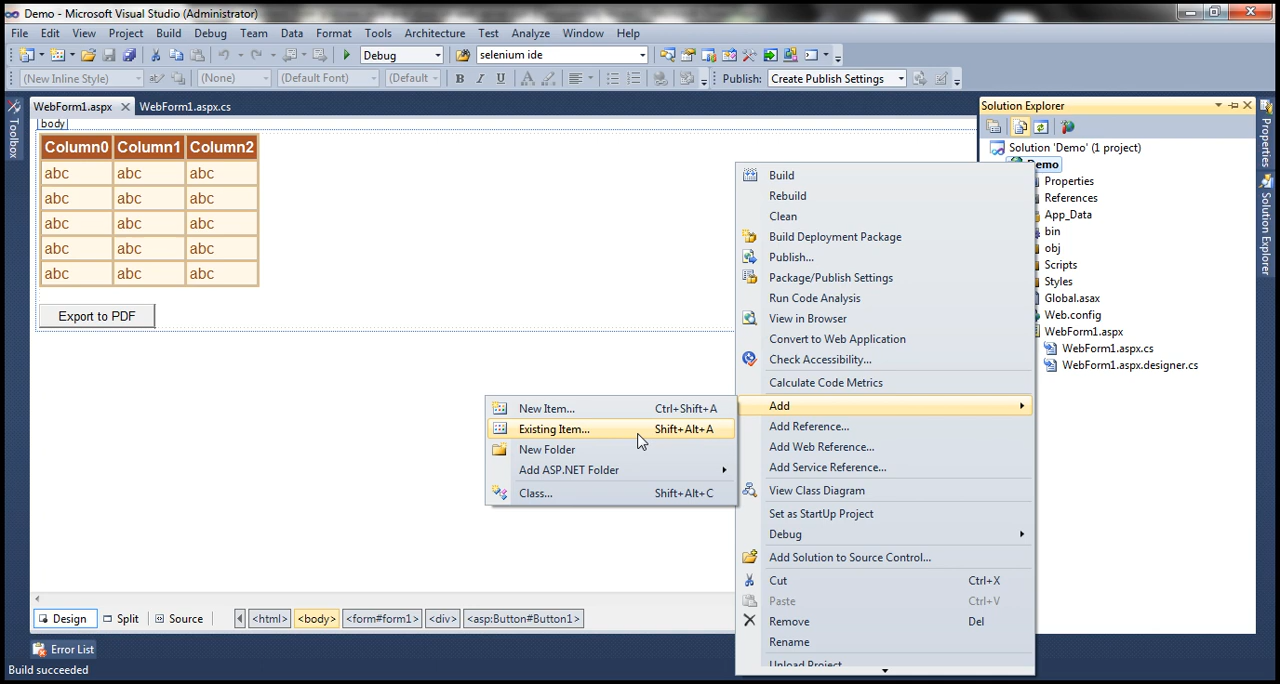 Demo - Microsoft Visual Studio (Administrator)
File Edit View Project Build Debug Team Data Format Tools Architecture Test Analyze Window Help
Debug selenium ide
(New Inline Style) (None) (Default Font) (Default B I U A Publish: Create Publish Settings
WebForm1.aspx WebForm1.aspx.cs
Toolbox
body
Column0 Column1 Column2
abc abc abc
abc abc abc
abc abc abc
abc abc abc
abc abc abc
Export to PDF
Solution Explorer
Solution 'Demo' (1 project)
Demo
Properties
References
App_Data
bin
obj
Scripts
Styles
Global.asax
Web.config
WebForm1.aspx
WebForm1.aspx.cs
WebForm1.aspx.designer.cs
Properties
Solution Explorer
Build
Rebuild
Clean
Build Deployment Package
Publish...
Package/Publish Settings
Run Code Analysis
View in Browser
Convert to Web Application
Check Accessibility...
Calculate Code Metrics
Add
Add Reference...
Add Web Reference...
Add Service Reference...
View Class Diagram
Set as StartUp Project
Debug
Add Solution to Source Control...
Cut Ctrl+X
Paste Ctrl+V
Remove Del
Rename
Unload Project
New Item... Ctrl+Shift+A
Existing Item... Shift+Alt+A
New Folder
Add ASP.NET Folder
Class... Shift+Alt+C
Design Split Source <html> <body> <form#form1> <div> <asp:Button#Button1>
Error List
Build succeeded